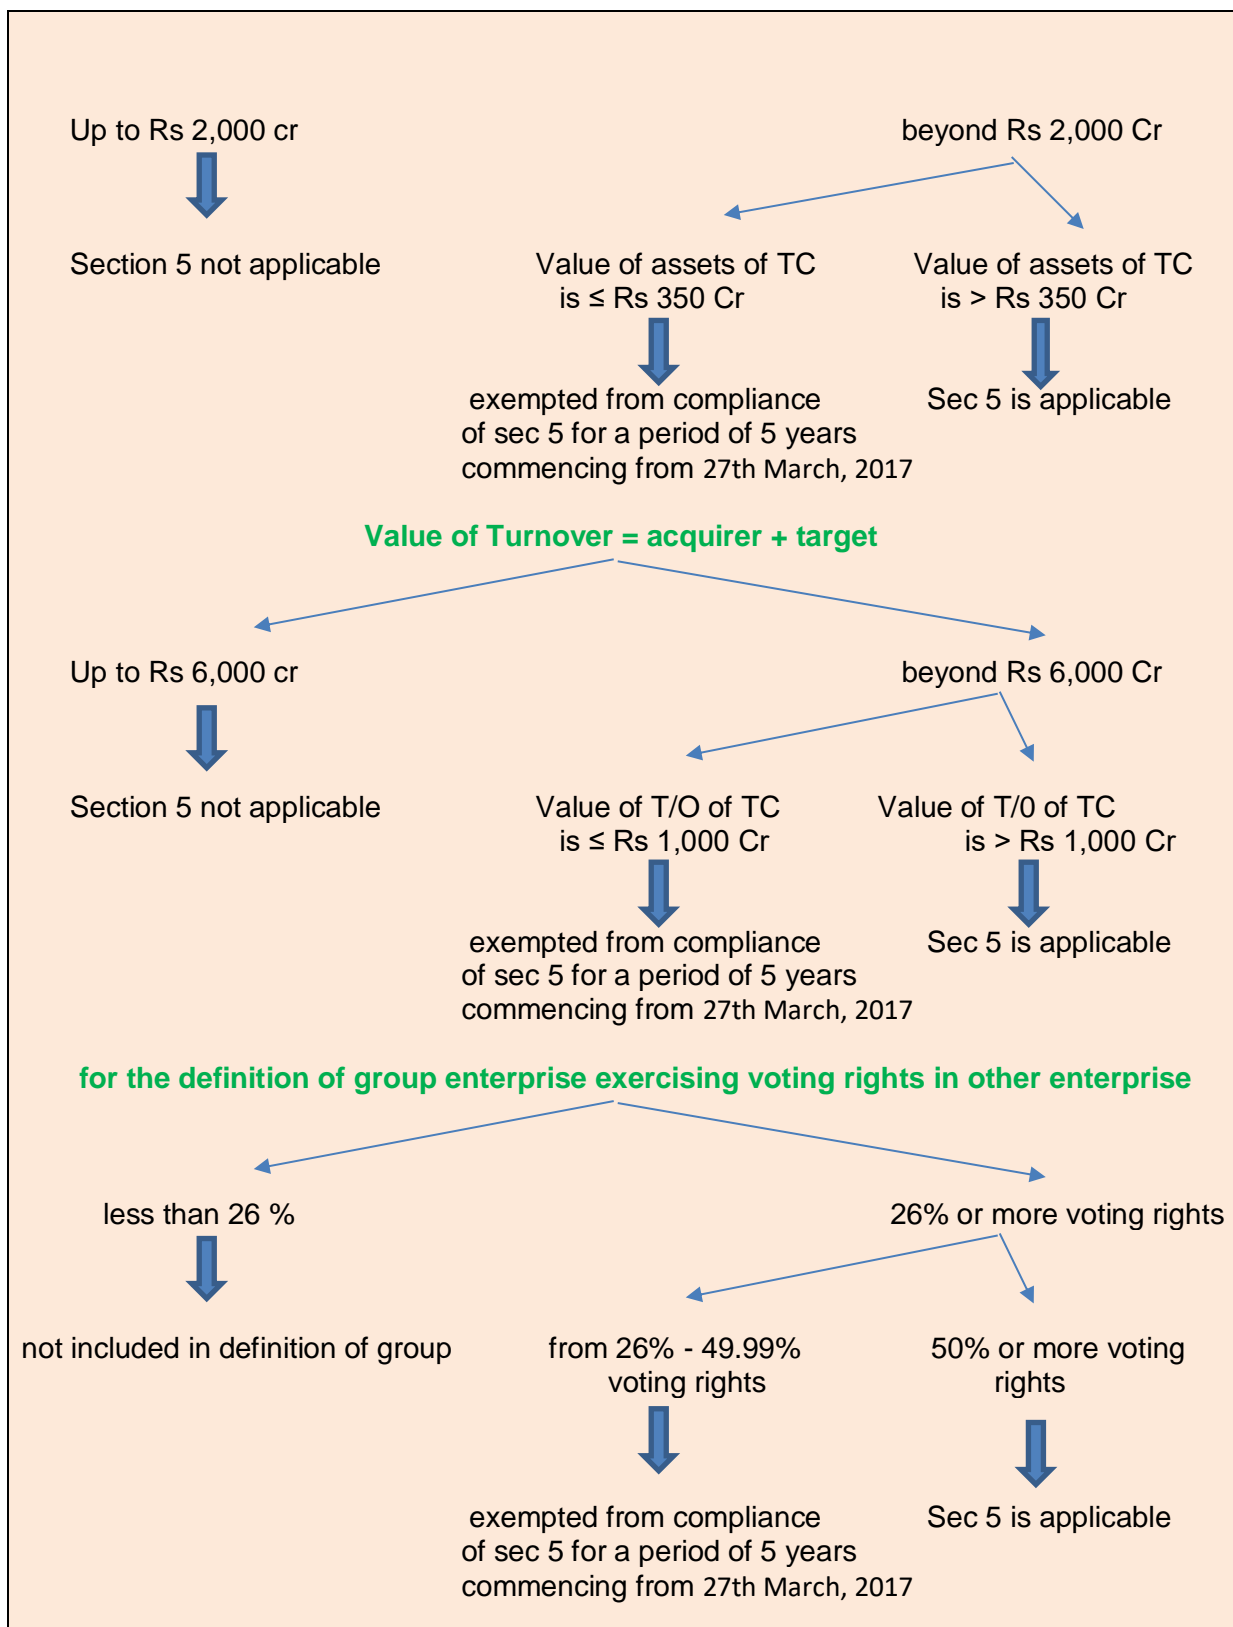 Up to Rs 2,000 cr beyond Rs 2,000 Cr
Section 5 not applicable Value of assets of TC Value of assets of TC
is ≤ Rs 350 Cr is > Rs 350 Cr
exempted from compliance Sec 5 is applicable
of sec 5 for a period of 5 years
commencing from 27th March, 2017
Value of Turnover = acquirer + target
Up to Rs 6,000 cr beyond Rs 6,000 Cr
Section 5 not applicable Value of T/O of TC Value of T/0 of TC
is ≤ Rs 1,000 Cr is > Rs 1,000 Cr
exempted from compliance Sec 5 is applicable
of sec 5 for a period of 5 years
commencing from 27th March, 2017
for the definition of group enterprise exercising voting rights in other enterprise
less than 26 % 26% or more voting rights
not included in definition of group from 26% - 49.99% 50% or more voting
voting rights rights
exempted from compliance Sec 5 is applicable
of sec 5 for a period of 5 years
commencing from 27th March, 2017